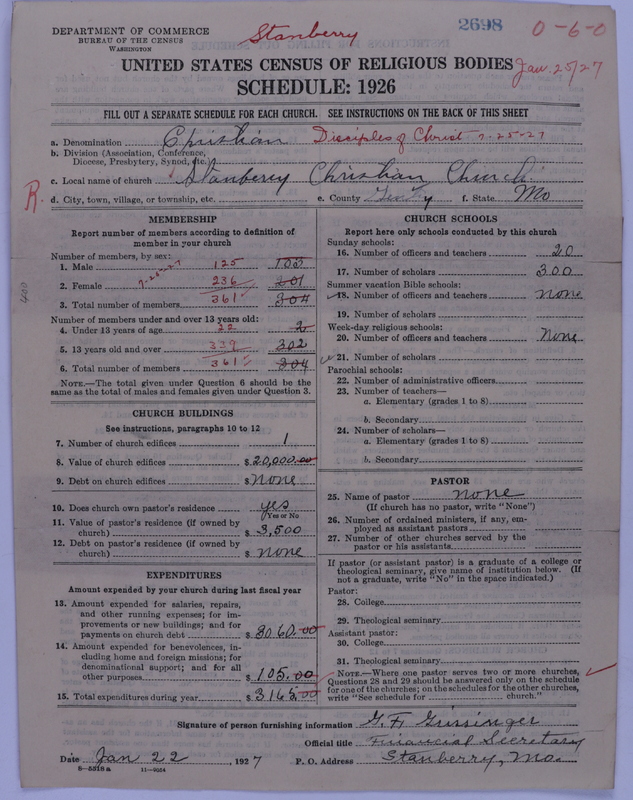 DEPARTMENT OF COMMERCE
BUREAU OF THE CENSUS
WASHINGTON
Stanberry
2698
0-6-0
UNITED STATES CENSUS OF RELIGIOUS BODIES
Jan. 25/27
SCHEDULE: 1926
FILL OUT A SEPARATE SCHEDULE FOR EACH CHURCH. SEE INSTRUCTIONS ON THE BACK OF THIS SHEET
a. Denomination Christian Disciples of Christ 7-25-27
b. Division (Association, Conference, Diocese, Presbytery, Synod, etc.)
c. Local name of church Stanberry Christian Church
R
d. City, town, village, or township, etc. e. County Gentry f. State Mo
MEMBERSHIP
Report number of members according to definition of member in your church
Number of members, by sex:
1. Male 125 103
7-25-27
2. Female 236 201
3. Total number of members 361 304
Number of members under and over 13 years old:
4. Under 13 years of age 22 2
5. 13 years old and over 339 302
6. Total number of members 361 304
NOTE.—The total given under Question 6 should be the same as the total of males and females given under Question 3.
400
CHURCH BUILDINGS
See instructions, paragraphs 10 to 12
7. Number of church edifices 1
8. Value of church edifices $ 20,000.00
9. Debt on church edifices $ None
10. Does church own pastor's residence yes
(Yes or No)
11. Value of pastor's residence (if owned by church) $ 3,500
12. Debt on pastor's residence (if owned by church) $ None
EXPENDITURES
Amount expended by your church during last fiscal year
13. Amount expended for salaries, repairs, and other running expenses; for improvements or new buildings; and for payments on church debt $ 3060.00
14. Amount expended for benevolences, including home and foreign missions; for denominational support; and for all other purposes $ 105.00
15. Total expenditures during year $ 3165.00
CHURCH SCHOOLS
Report here only schools conducted by this church
Sunday schools:
16. Number of officers and teachers 20
17. Number of scholars 300
Summer vacation Bible schools:
18. Number of officers and teachers none
19. Number of scholars
Week-day religious schools:
20. Number of officers and teachers None
21. Number of scholars
Parochial schools:
22. Number of administrative officers
23. Number of teachers—
a. Elementary (grades 1 to 8)
b. Secondary
24. Number of scholars—
a. Elementary (grades 1 to 8)
b. Secondary
PASTOR
25. Name of pastor none
(If church has no pastor, write "None")
26. Number of ordained ministers, if any, employed as assistant pastors
27. Number of other churches served by the pastor or his assistants
If pastor (or assistant pastor) is a graduate of a college or theological seminary, give name of institution below. (If not a graduate, write "No" in the space indicated.)
Pastor:
28. College
29. Theological seminary
Assistant pastor:
30. College
31. Theological seminary
NOTE.—Where one pastor serves two or more churches, Questions 28 and 29 should be answered only on the schedule for one of the churches; on the schedules for the other churches, write "See schedule for church."
Signature of person furnishing information G. F. Grissinger
Official title Financial Secretary
Date Jan 22, 1927 P. O. Address Stanberry, Mo.
8—5518a 11—9054